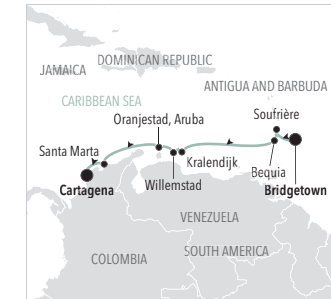 DOMINICAN REPUBLIC
JAMAICA
ANTIGUA AND BARBUDA
CARIBBEAN SEA
Soufrière
Oranjestad, Aruba
Santa Marta
Kralendijk
Bequia
Cartagena
Willemstad
Bridgetown
VENEZUELA
SOUTH AMERICA
COLOMBIA